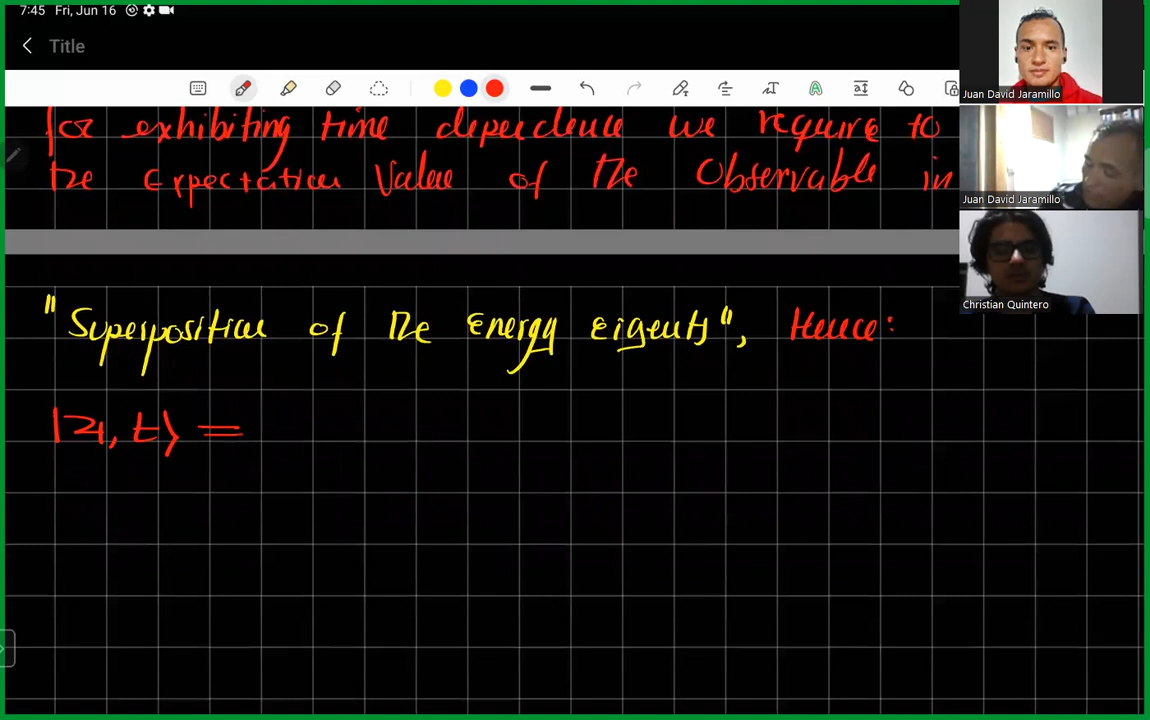 7:45 Fri, Jun 16
Title
for exhibiting time dependence we require to
the Expectation Value of the Observable in
"Superposition of the Energy eigents", Hence:
|ψ, t⟩ =
Juan David Jaramillo
Juan David Jaramillo
Christian Quintero